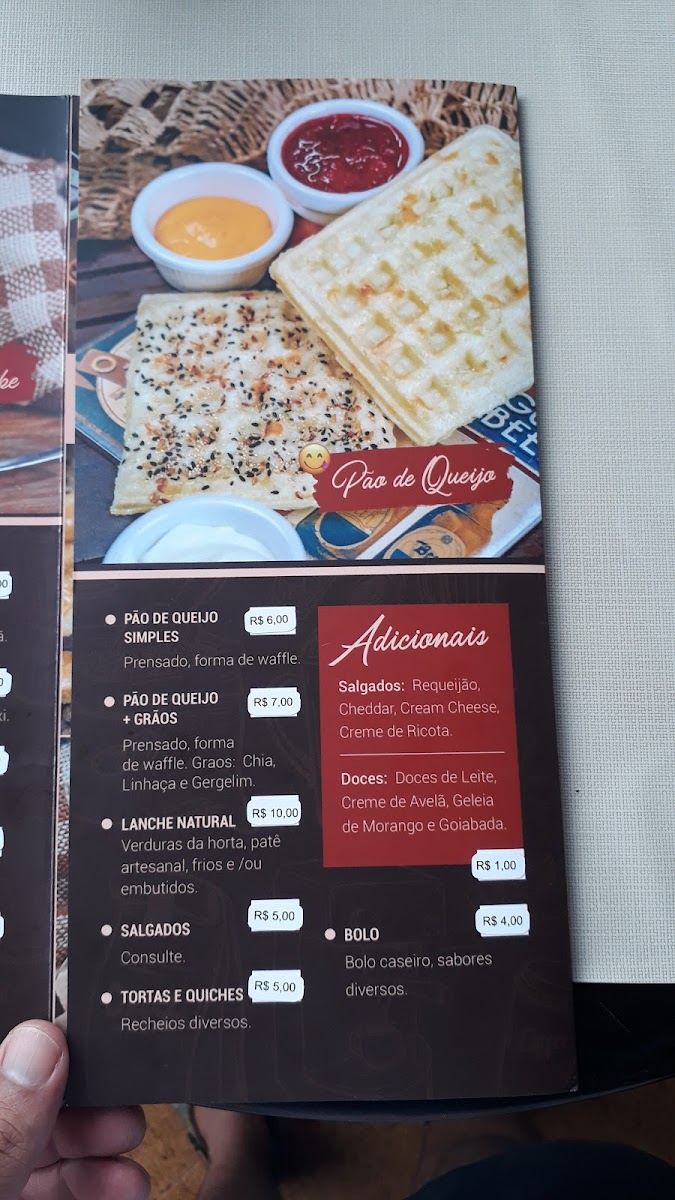 be
Pão de Queijo
PÃO DE QUEIJO
SIMPLES
R$ 6,00
Prensado, forma de waffle.
PÃO DE QUEIJO
+ GRÃOS
R$ 7,00
Prensado, forma
de waffle. Graos: Chia,
Linhaça e Gergelim.
LANCHE NATURAL
R$ 10,00
Verduras da horta, patê
artesanal, frios e /ou
embutidos.
SALGADOS
R$ 5,00
Consulte.
TORTAS E QUICHES
R$ 5,00
Recheios diversos.
Adicionais
Salgados: Requeijão,
Cheddar, Cream Cheese,
Creme de Ricota.
Doces: Doces de Leite,
Creme de Avelã, Geleia
de Morango e Goiabada.
R$ 1,00
BOLO
R$ 4,00
Bolo caseiro, sabores
diversos.